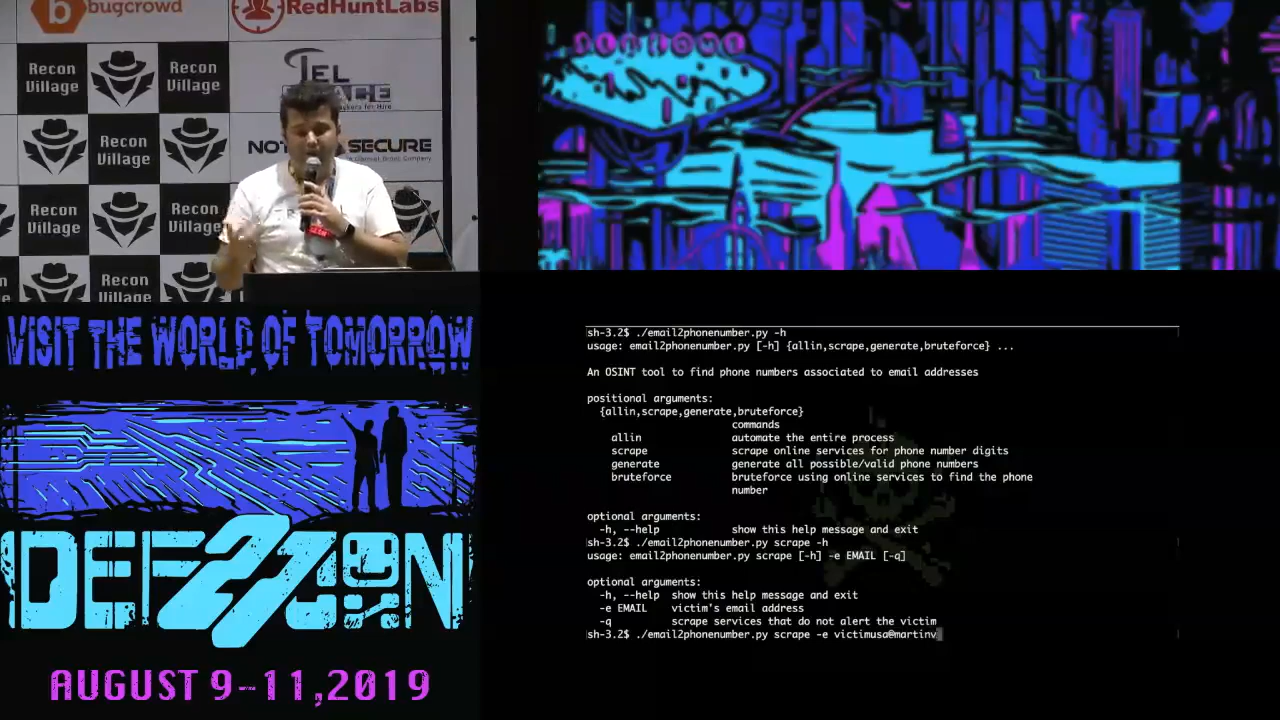 bugcrowd
RedHuntLabs
Recon
Village
Recon
Village
Recon
Village
Recon
Village
Recon
Village
Recon
Village
Recon
Village
SECURE
VISIT THE WORLD OF TOMORROW
DEF CON
27
AUGUST 9-11,2019
WELCOME
sh-3.2$ ./email2phonenumber.py -h
usage: email2phonenumber.py [-h] {allin,scrape,generate,bruteforce} ...
An OSINT tool to find phone numbers associated to email addresses
positional arguments:
{allin,scrape,generate,bruteforce}
commands
allin automate the entire process
scrape scrape online services for phone number digits
generate generate all possible/valid phone numbers
bruteforce bruteforce using online services to find the phone
number
optional arguments:
-h, --help show this help message and exit
sh-3.2$ ./email2phonenumber.py scrape -h
usage: email2phonenumber.py scrape [-h] -e EMAIL [-q]
optional arguments:
-h, --help show this help message and exit
-e EMAIL victim's email address
-q scrape services that do not alert the victim
sh-3.2$ ./email2phonenumber.py scrape -e victimusa@martinv